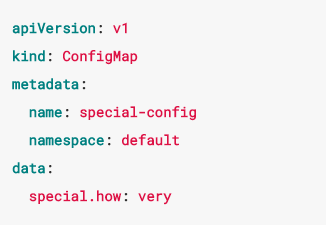 apiVersion: v1
kind: ConfigMap
metadata:
  name: special-config
  namespace: default
data:
  special.how: very